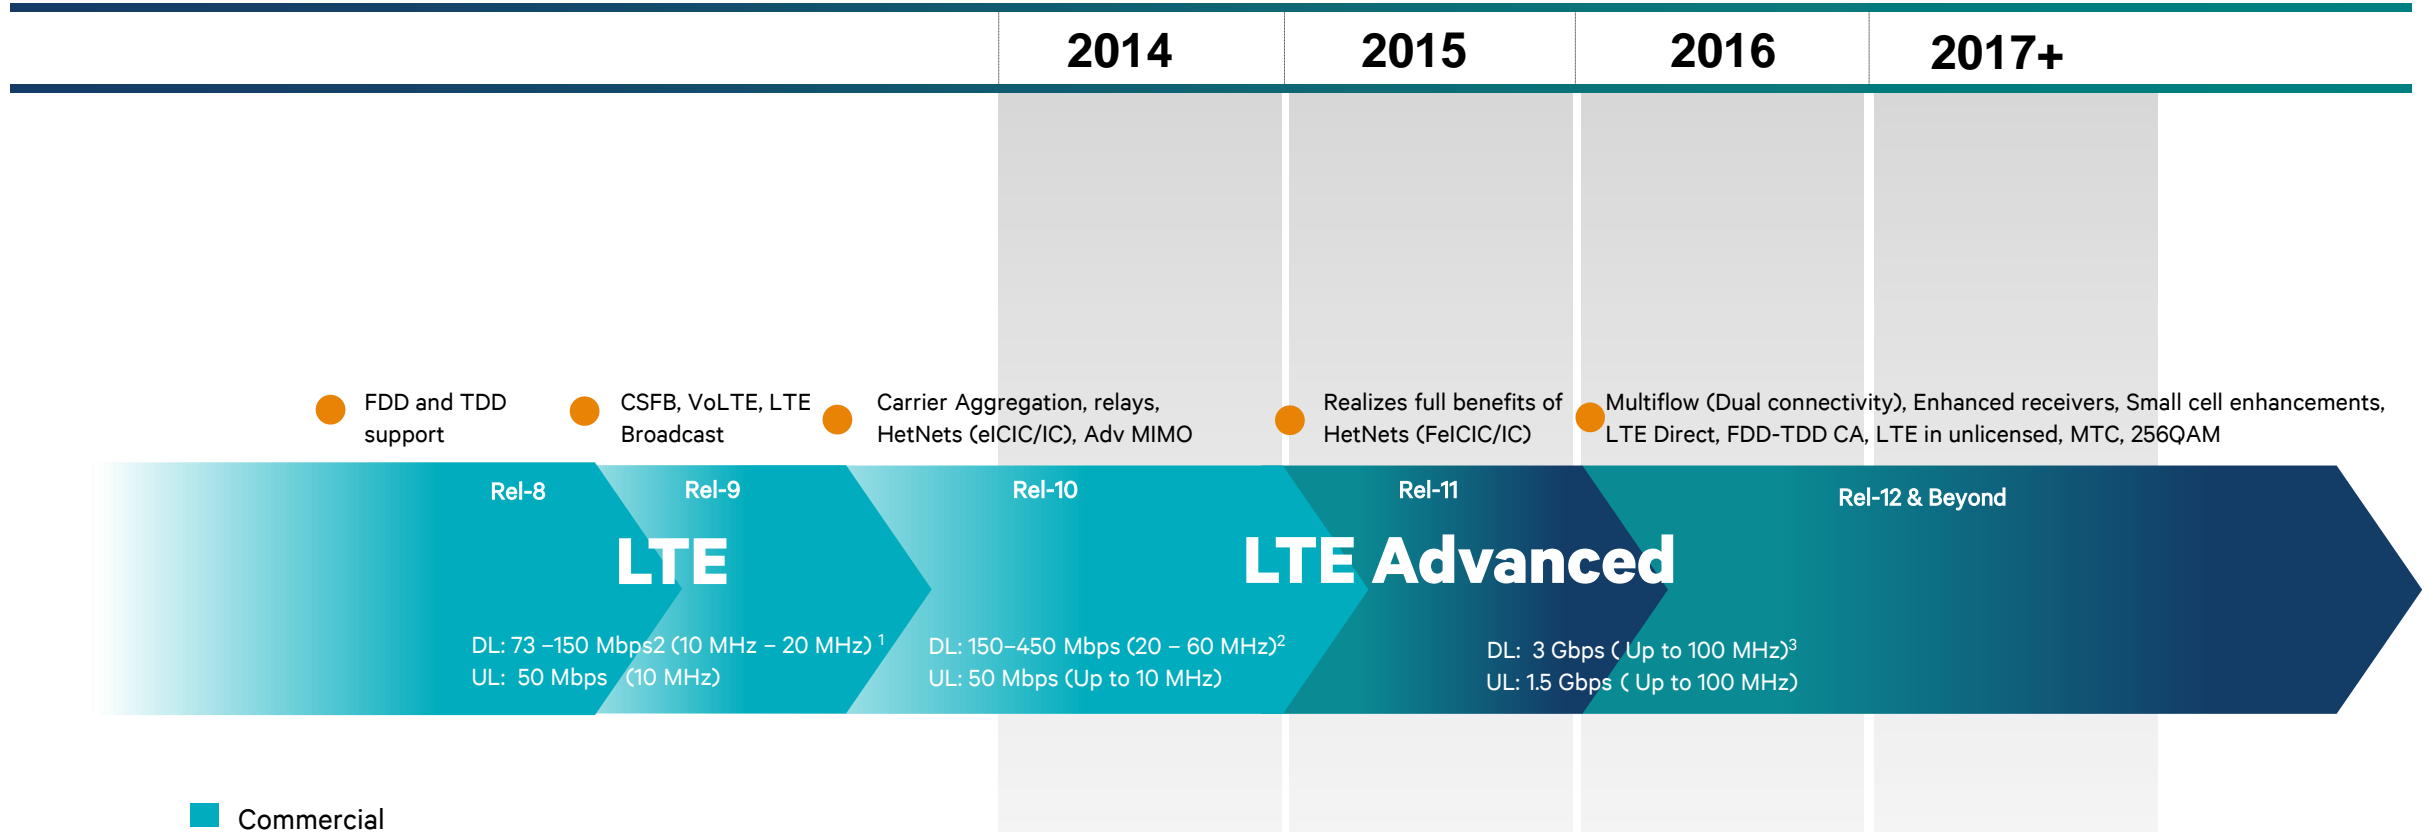 2014 2015 2016 2017+
FDD and TDD
support
CSFB, VoLTE, LTE
Broadcast
Carrier Aggregation, relays,
HetNets (eICIC/IC), Adv MIMO
Realizes full benefits of
HetNets (FeICIC/IC)
Multiflow (Dual connectivity), Enhanced receivers, Small cell enhancements,
LTE Direct, FDD-TDD CA, LTE in unlicensed, MTC, 256QAM
Rel-8
Rel-9
Rel-10
Rel-11
Rel-12 & Beyond
LTE
LTE Advanced
DL: 73 –150 Mbps2 (10 MHz – 20 MHz) 1
UL: 50 Mbps (10 MHz)
DL: 150–450 Mbps (20 – 60 MHz)2
UL: 50 Mbps (Up to 10 MHz)
DL: 3 Gbps ( Up to 100 MHz)3
UL: 1.5 Gbps ( Up to 100 MHz)
Commercial